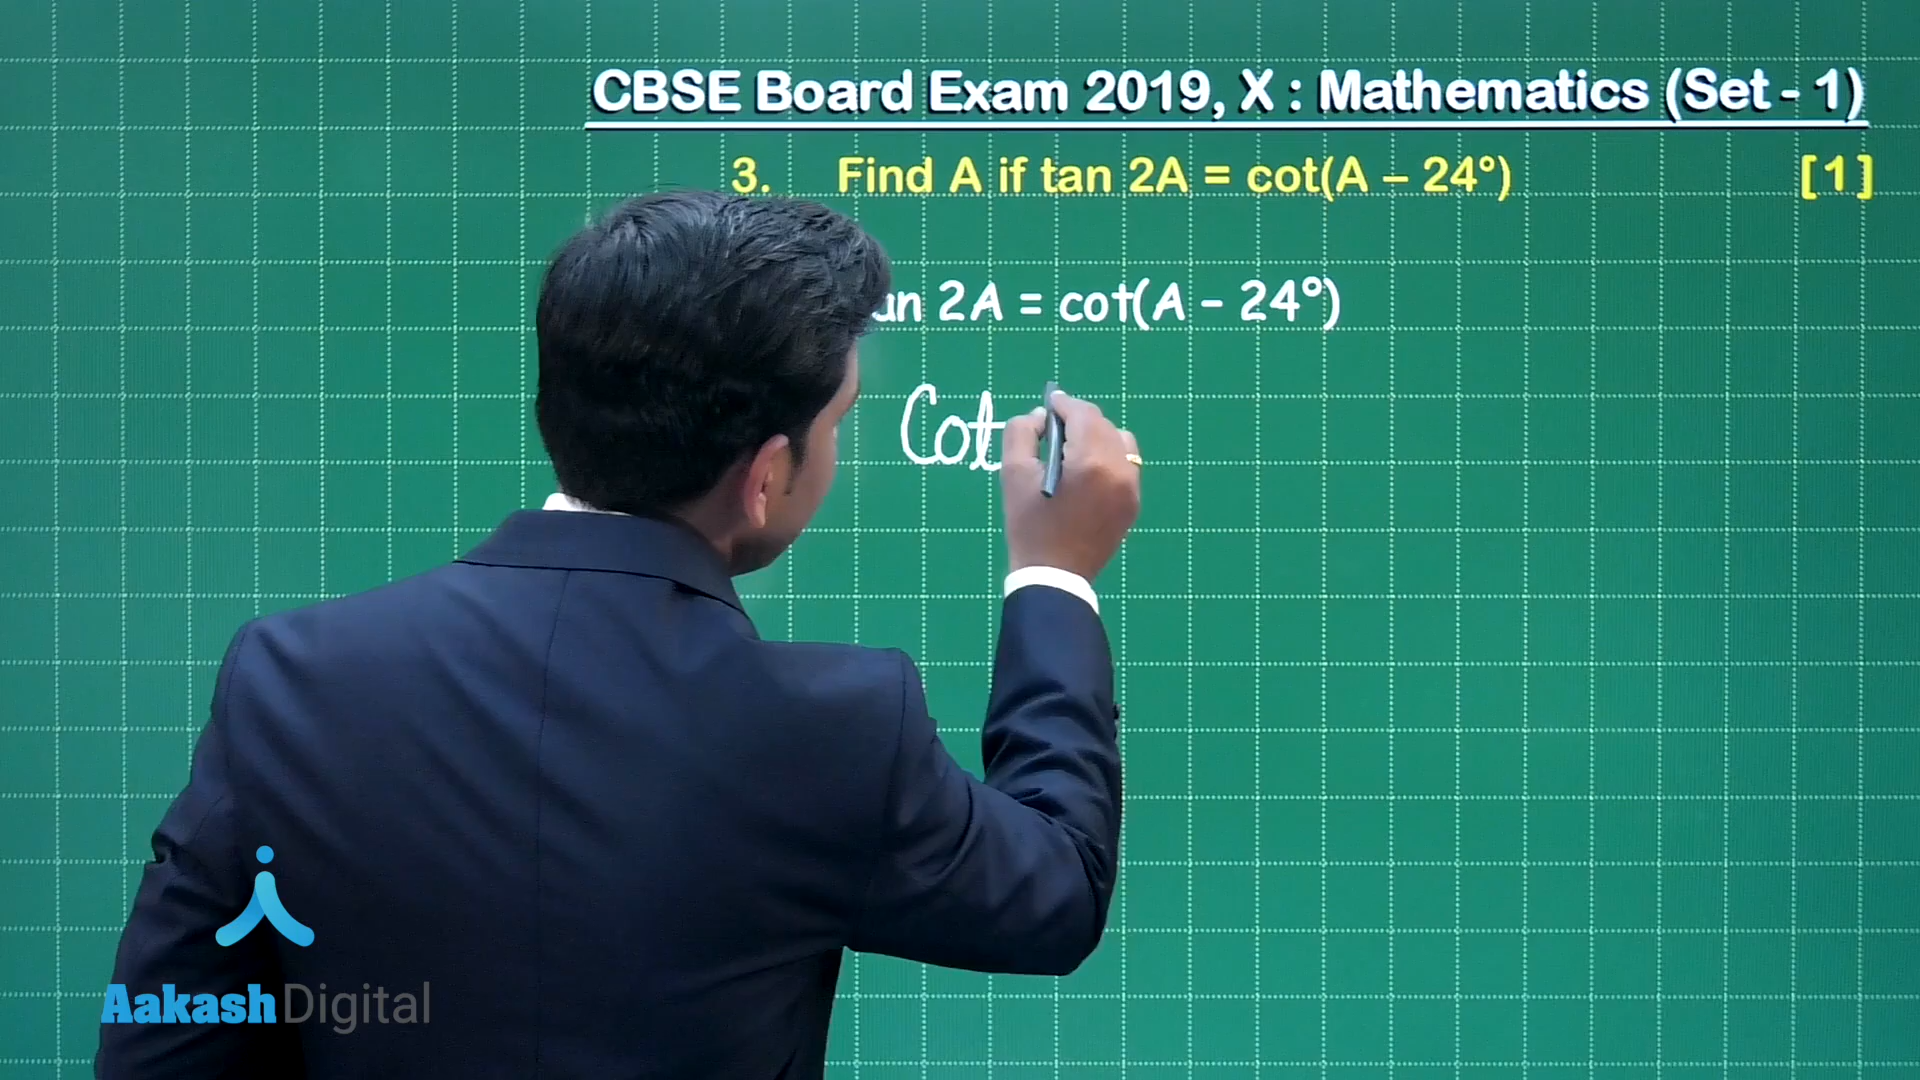 CBSE Board Exam 2019, X : Mathematics (Set - 1)
3. Find A if tan 2A = cot(A – 24°) [1]
an 2A = cot(A – 24°)
Cot
Aakash Digital